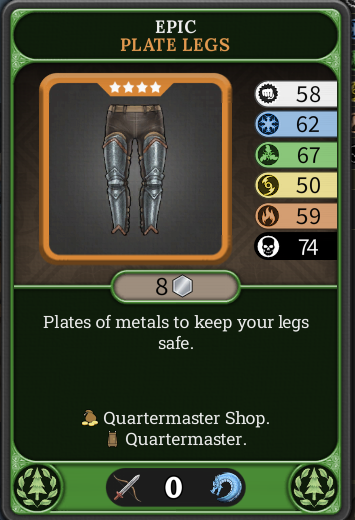 EPIC
PLATE LEGS
58
62
67
50
59
74
8
Plates of metals to keep your legs
safe.
Quartermaster Shop.
Quartermaster.
0